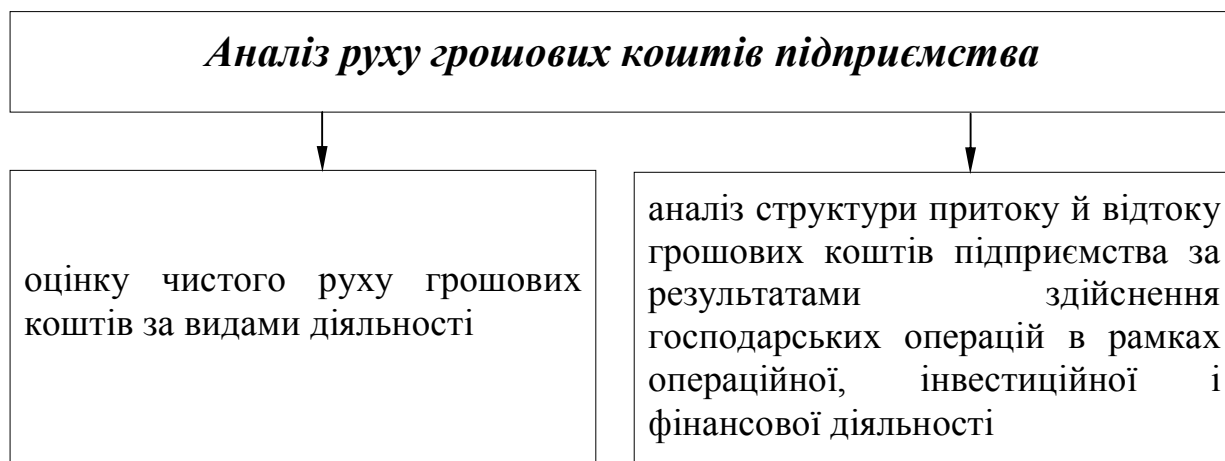 Аналіз руху грошових коштів підприємства
оцінку чистого руху грошових
коштів за видами діяльності
аналіз структури притоку й відтоку
грошових коштів підприємства за
результатами здійснення
господарських операцій в рамках
операційної, інвестиційної і
фінансової діяльності